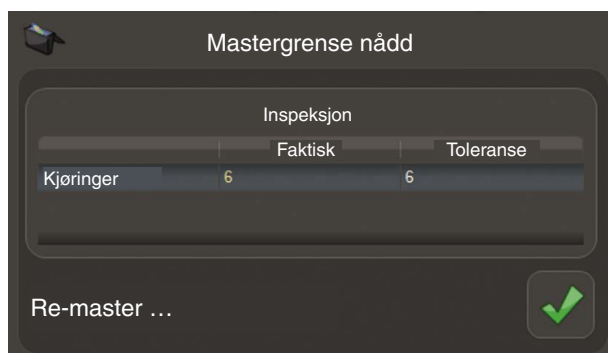 Mastergrense nådd
Inspeksjon
Faktisk Toleranse
Kjøringer 6 6
Re-master …